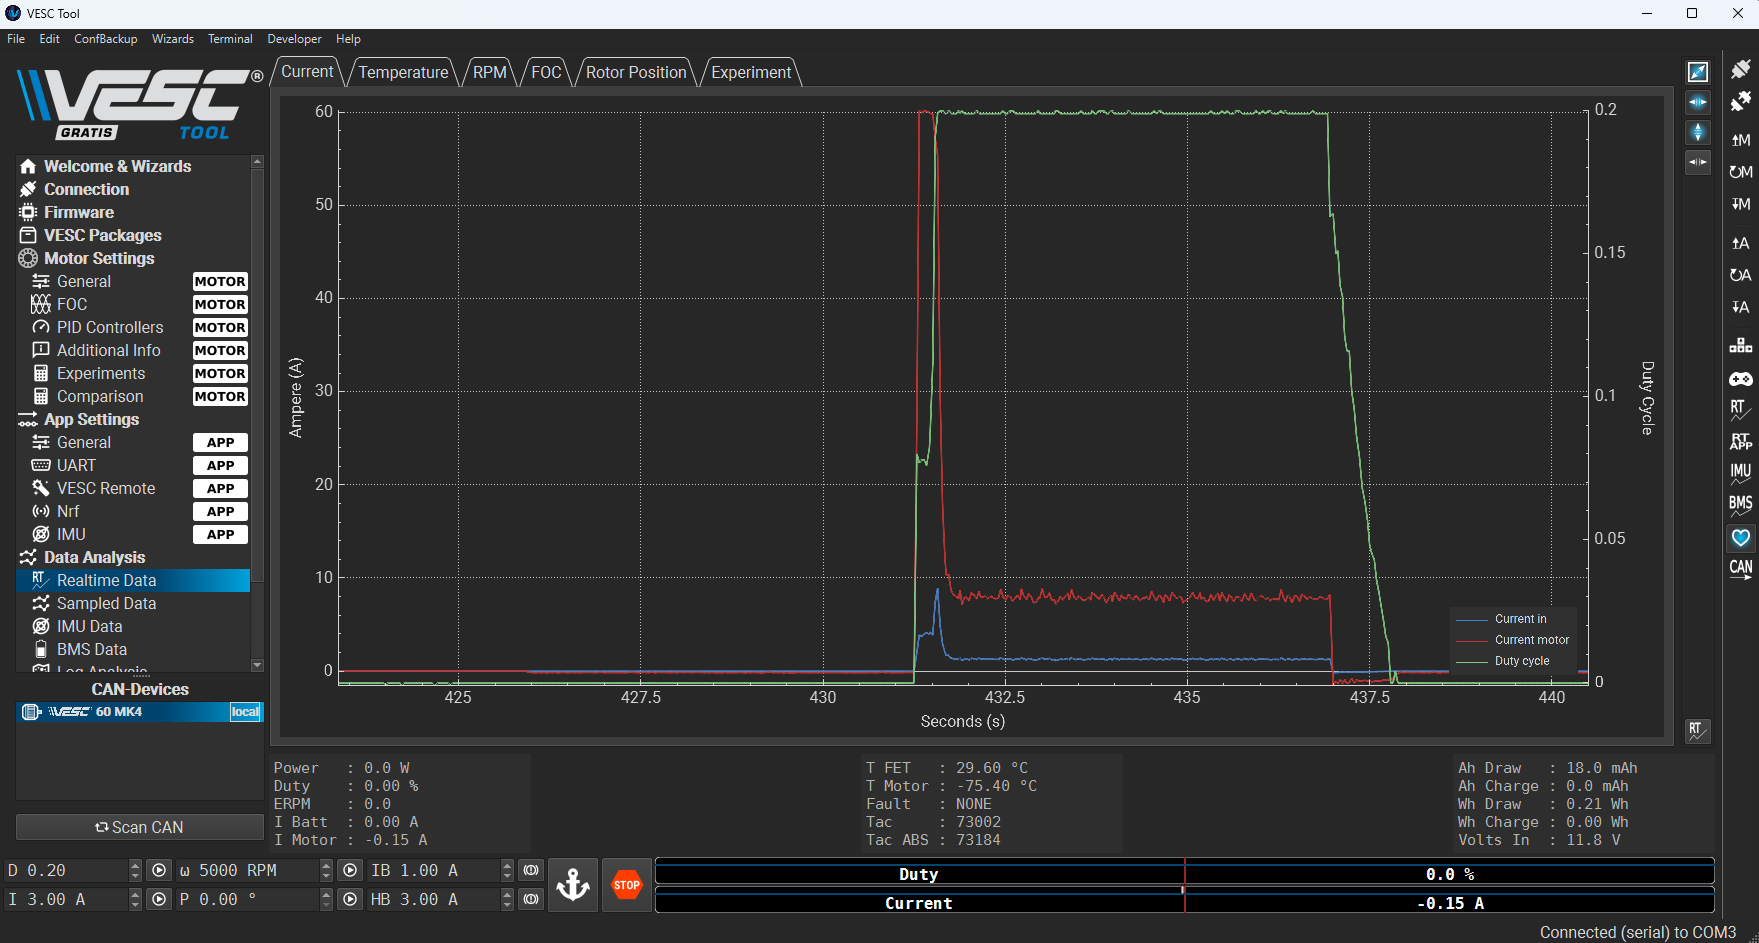 VESC Tool
File Edit ConfBackup Wizards Terminal Developer Help
VESC®
GRATIS TOOL
Welcome & Wizards
Connection
Firmware
VESC Packages
Motor Settings
General MOTOR
FOC MOTOR
PID Controllers MOTOR
Additional Info MOTOR
Experiments MOTOR
Comparison MOTOR
App Settings
General APP
UART APP
VESC Remote APP
Nrf APP
IMU APP
Data Analysis
RT Realtime Data
Sampled Data
IMU Data
BMS Data
Log Analysis
CAN-Devices
VESC 60 MK4 local
Scan CAN
Current Temperature RPM FOC Rotor Position Experiment
60
50
40
30
20
10
0
Ampere (A)
0.2
0.15
0.1
0.05
0
Duty Cycle
425 427.5 430 432.5 435 437.5 440
Seconds (s)
Current in
Current motor
Duty cycle
RT
↑M
↻M
↧M
↑A
↻A
↧A
RT
RT
APP
IMU
BMS
CAN
Power : 0.0 W
Duty : 0.00 %
ERPM : 0.0
I Batt : 0.00 A
I Motor : -0.15 A
T FET : 29.60 °C
T Motor : -75.40 °C
Fault : NONE
Tac : 73002
Tac ABS : 73184
Ah Draw : 18.0 mAh
Ah Charge : 0.0 mAh
Wh Draw : 0.21 Wh
Wh Charge : 0.00 Wh
Volts In : 11.8 V
D 0.20 ω 5000 RPM IB 1.00 A
I 3.00 A P 0.00 ° HB 3.00 A
STOP
Duty 0.0 %
Current -0.15 A
Connected (serial) to COM3